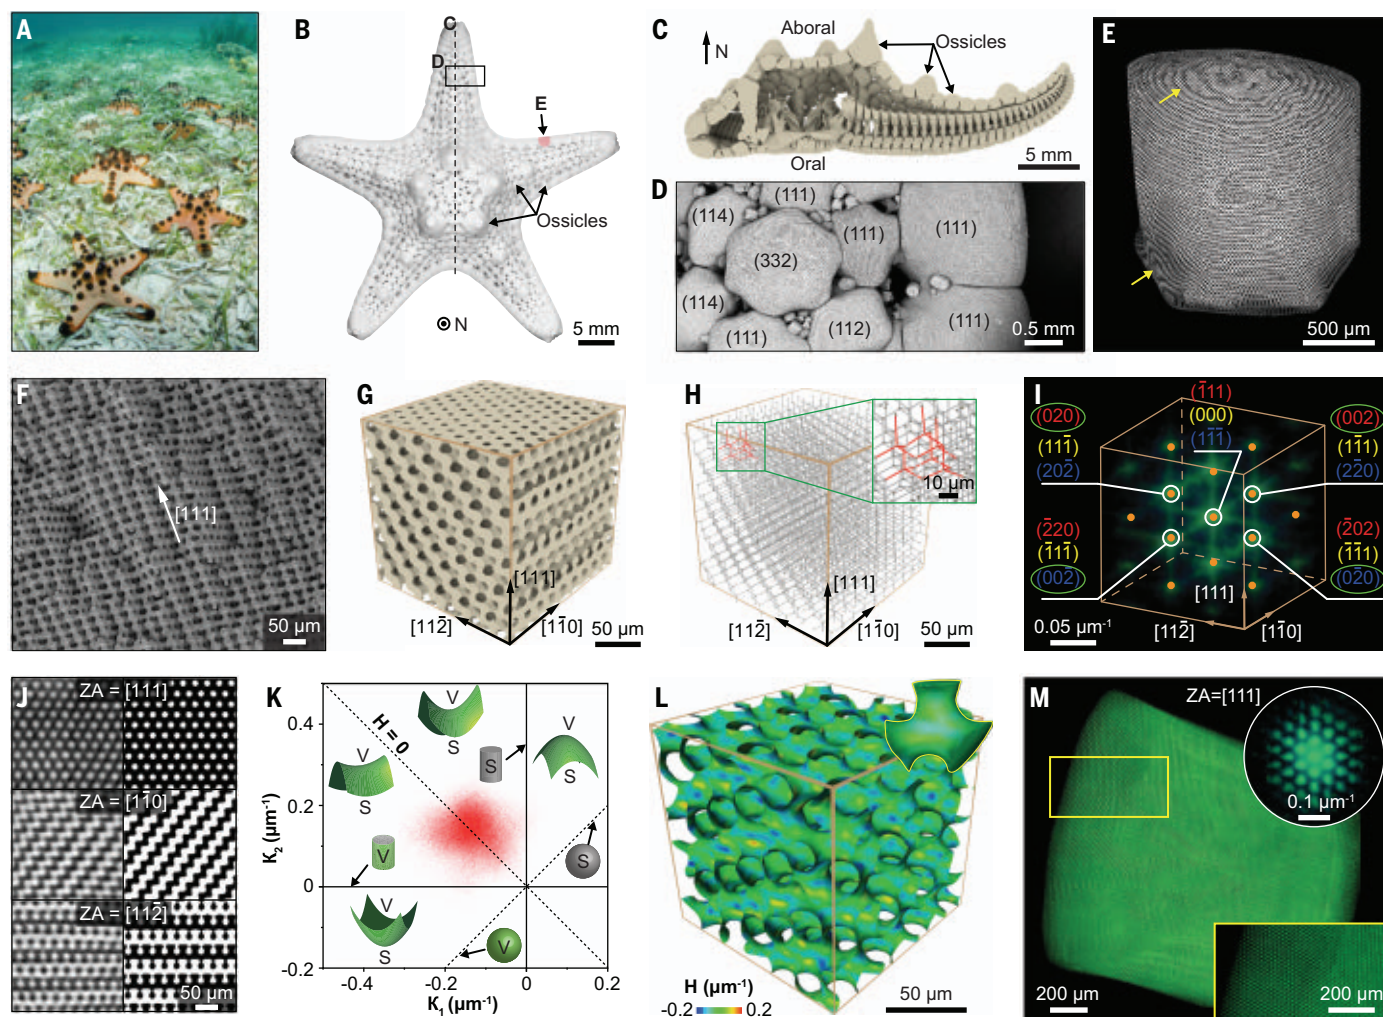 A
B
C
D
E
Ossicles
N
5 mm
C
N
Aboral
Ossicles
Oral
5 mm
D
(111)
(114)
(111)
(111)
(332)
(114)
(111)
(112)
(111)
0.5 mm
E
500 µm
F
[111]
50 µm
G
[111]
[112̄]
[11̄0]
50 µm
H
10 µm
[111]
[112̄]
[11̄0]
50 µm
I
(1̄11)
(000)
(11̄1̄)
(020)
(111̄)
(202̄)
(002)
(11̄1)
(22̄0)
(2̄20)
(1̄11̄)
(002̄)
(2̄02)
(1̄1̄1)
(02̄0)
[111]
[112̄]
[11̄0]
0.05 µm⁻¹
J
ZA = [111]
ZA = [11̄0]
ZA = [112̄]
50 µm
K
H = 0
V
S
V
S
S
V
S
V
V
S
S
V
0.4
0.2
0
-0.2
-0.4
-0.2
0
0.2
K₂ (µm⁻¹)
K₁ (µm⁻¹)
L
H (µm⁻¹)
-0.2
0.2
50 µm
M
ZA=[111]
0.1 µm⁻¹
200 µm
200 µm